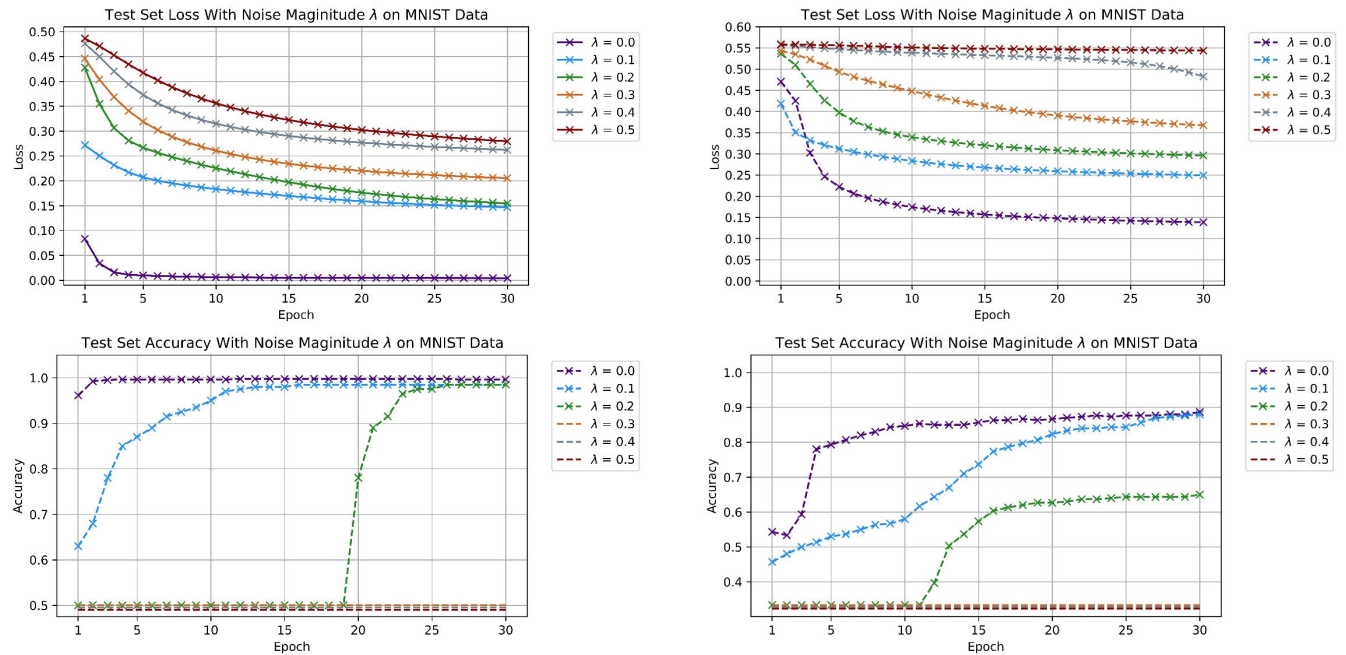 Test Set Loss With Noise Maginitude λ on MNIST Data
0.50
0.45
0.40
0.35
0.30
0.25
0.20
0.15
0.10
0.05
0.00
Loss
1 5 10 15 20 25 30
Epoch
λ = 0.0
λ = 0.1
λ = 0.2
λ = 0.3
λ = 0.4
λ = 0.5
Test Set Loss With Noise Maginitude λ on MNIST Data
0.60
0.55
0.50
0.45
0.40
0.35
0.30
0.25
0.20
0.15
0.10
0.05
0.00
Loss
1 5 10 15 20 25 30
Epoch
λ = 0.0
λ = 0.1
λ = 0.2
λ = 0.3
λ = 0.4
λ = 0.5
Test Set Accuracy With Noise Maginitude λ on MNIST Data
1.0
0.9
0.8
0.7
0.6
0.5
Accuracy
1 5 10 15 20 25 30
Epoch
λ = 0.0
λ = 0.1
λ = 0.2
λ = 0.3
λ = 0.4
λ = 0.5
Test Set Accuracy With Noise Maginitude λ on MNIST Data
1.0
0.9
0.8
0.7
0.6
0.5
0.4
Accuracy
1 5 10 15 20 25 30
Epoch
λ = 0.0
λ = 0.1
λ = 0.2
λ = 0.3
λ = 0.4
λ = 0.5